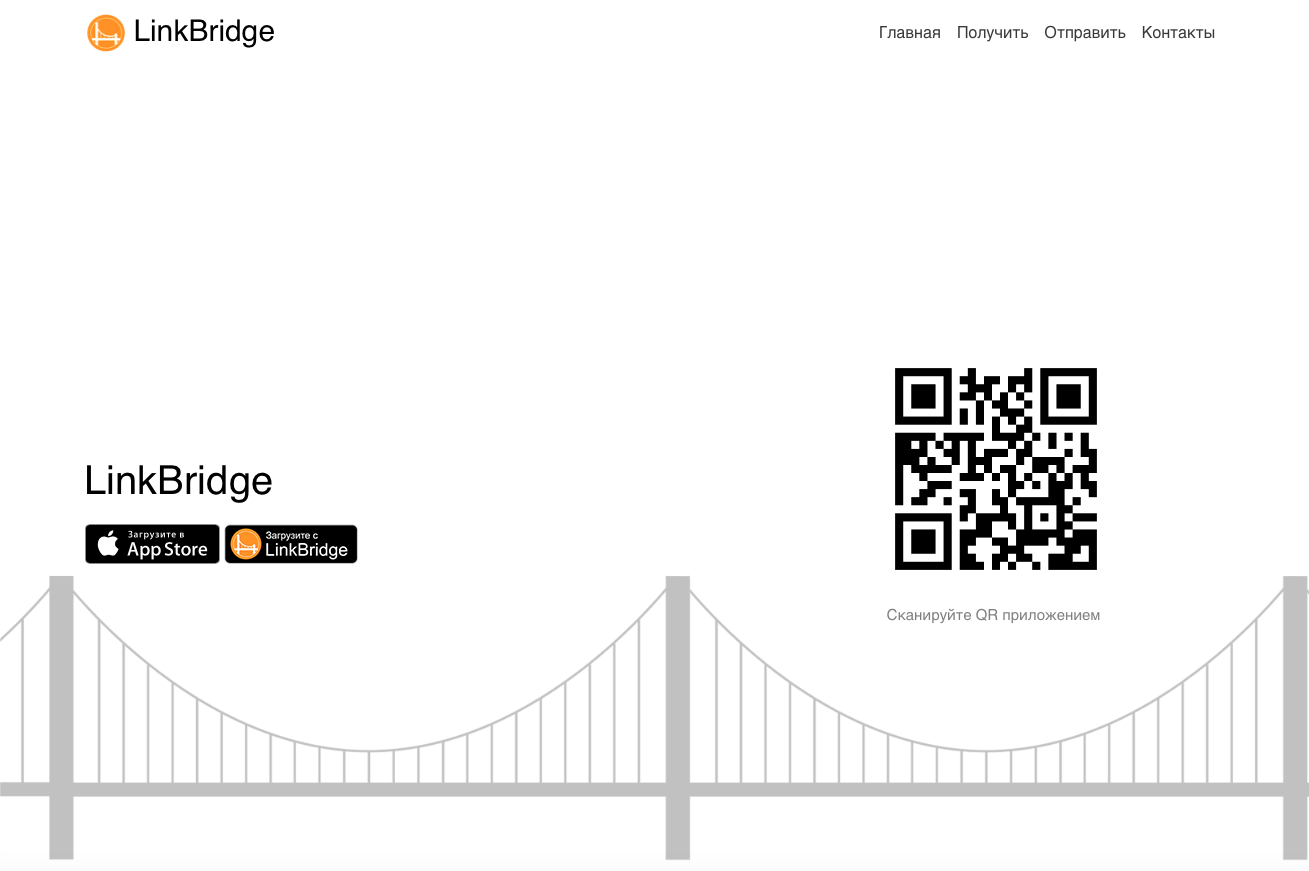 LinkBridge
Главная Получить Отправить Контакты
LinkBridge
Загрузите в
App Store
Загрузите с
LinkBridge
Сканируйте QR приложением